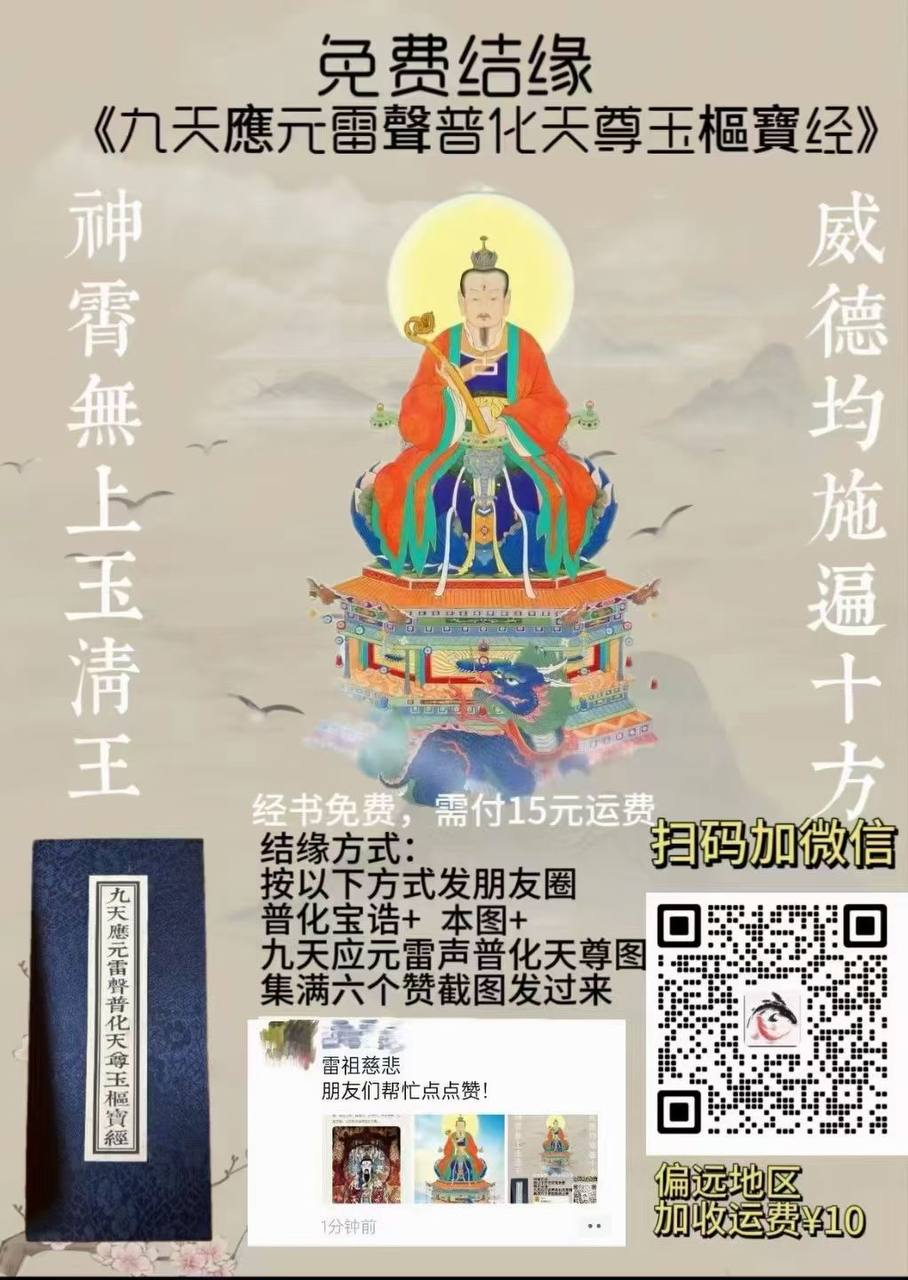 免费结缘
《九天應元雷聲普化天尊玉樞寶经》
神霄無上玉清王
威德均施遍十方
经书免费，需付15元运费
结缘方式：
按以下方式发朋友圈
普化宝诰+ 本图+
九天应元雷声普化天尊图
集满六个赞截图发过来
扫码加微信
九天應元雷聲普化天尊玉樞寶經
雷祖慈悲
朋友们帮忙点点赞！
1分钟前
偏远地区
加收运费¥10